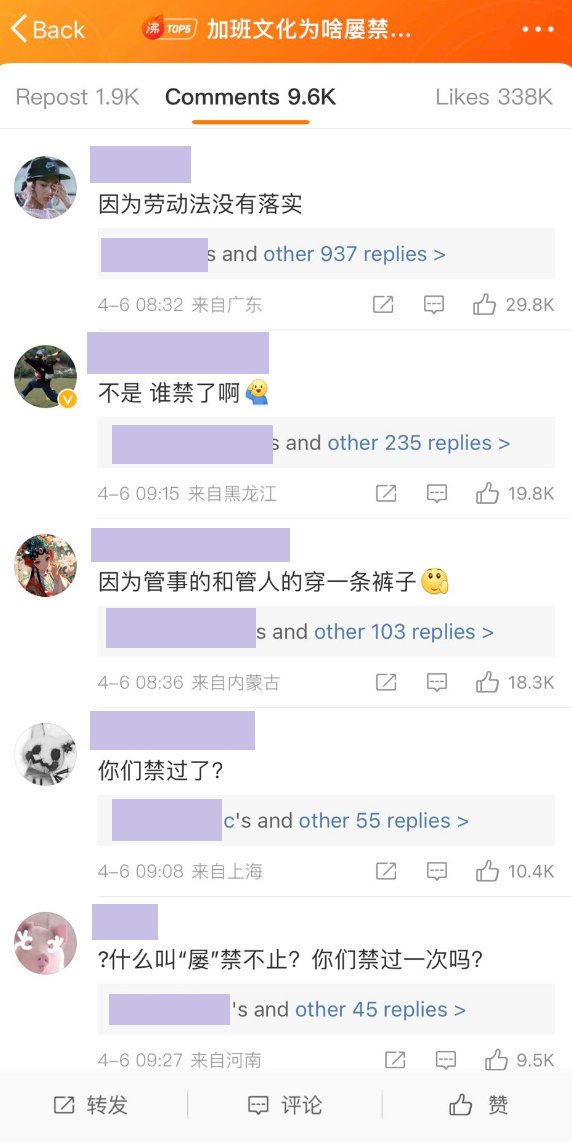 Back
沸 TOP5 加班文化为啥屡禁...
Repost 1.9K Comments 9.6K Likes 338K
因为劳动法没有落实
s and other 937 replies >
4-6 08:32 来自广东 29.8K
不是 谁禁了啊
s and other 235 replies >
4-6 09:15 来自黑龙江 19.8K
因为管事的和管人的穿一条裤子
s and other 103 replies >
4-6 08:36 来自内蒙古 18.3K
你们禁过了?
c's and other 55 replies >
4-6 09:08 来自上海 10.4K
?什么叫“屡”禁不止? 你们禁过一次吗?
's and other 45 replies >
4-6 09:27 来自河南 9.5K
转发 评论 赞